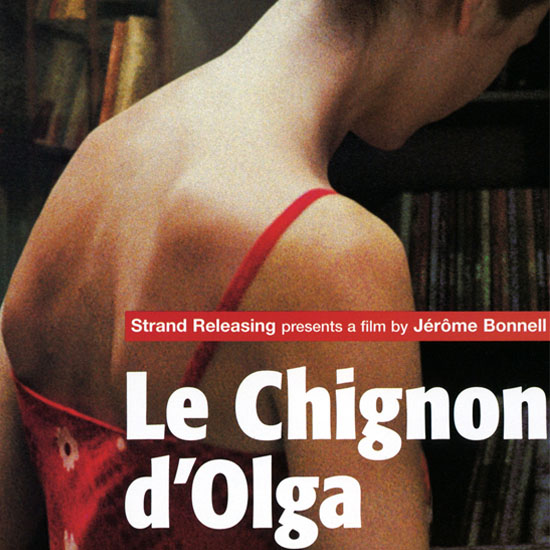 Strand Releasing presents a film by Jérôme Bonnell
Le Chignon
d'Olga